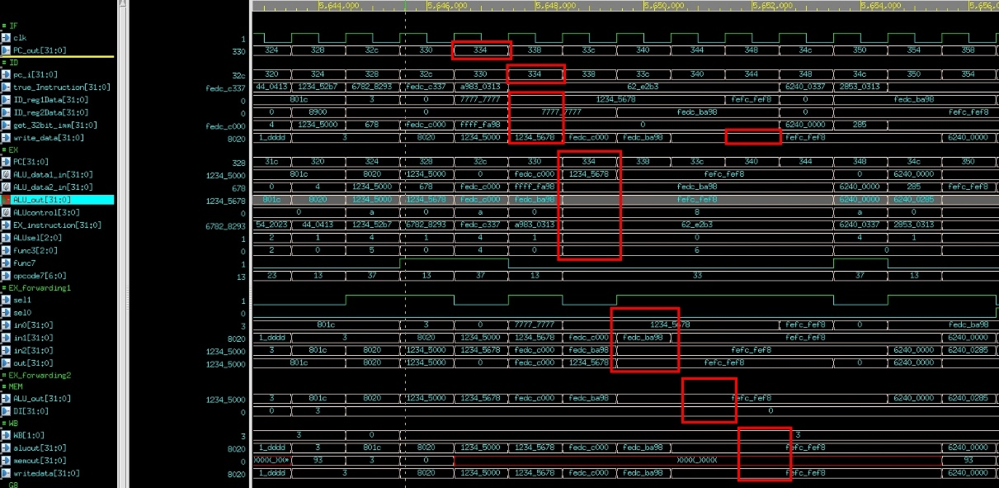 5,644,000 5,646,000 5,648,000 5,650,000 5,652,000 5,654,000 5,656,0
# IF
clk 1
PC_out[31:0] 330 324 328 32c 330 334 338 33c 340 344 348 34c 350 354
# ID
pc_i[31:0] 32c 320 324 328 32c 330 334 338 33c 340 344 348 34c 350
true_Instruction[31:0] fedc_c337 44_0413 1234_52b7 6782_8293 fedc_c337 a983_0313 62_e2b3 6240_0337 2853_0313
ID_reg1Data[31:0] 0 801c 3 0 7777_7777 1234_5678 fefc_fef8 0 fedc_ba98
ID_reg2Data[31:0] 0 0 8900 0 7777_7777 fedc_ba98 fefc_fef8
get_32bit_imm[31:0] fedc_c000 4 1234_5000 678 fedc_c000 ffff_fa98 0 6240_0000 285
write_data[31:0] 8020 1_dddd 3 8020 1234_5000 1234_5678 fedc_c000 fedc_ba98 fefc_fef8 6240_0000
# EX
PC[31:0] 328 31c 320 324 328 32c 330 334 338 33c 340 344 348 34c 350
ALU_data1_in[31:0] 1234_5000 801c 8020 1234_5000 0 fedc_c000 1234_5678 fefc_fef8 0 6240_0000
ALU_data2_in[31:0] 678 0 4 1234_5000 678 fedc_c000 ffff_fa98 fedc_ba98 6240_0000 285 fefc_fef8
ALU_out[31:0] 1234_5678 801c 8020 1234_5000 1234_5678 fedc_c000 fedc_ba98 fefc_fef8 6240_0000 6240_0285
ALUcontrol[3:0] 0 0 a 0 a 0 8 a 0
EX_instruction[31:0] 6782_8293 54_2023 44_0413 1234_52b7 6782_8293 fedc_c337 a983_0313 62_e2b3 6240_0337 2853_0313
ALUsel[2:0] 1 2 1 4 1 4 1 0 4 1
func3[2:0] 0 2 0 5 0 4 0 6 0
func7 1
opcode7[6:0] 13 23 13 37 13 37 13 33 37 13
# EX_forwarding1
sel1 1
sel0 0
in0[31:0] 3 801c 3 7777_7777 1234_5678 fefc_fef8 0 fedc_ba98
in1[31:0] 8020 1_dddd 3 8020 1234_5000 1234_5678 fedc_c000 fedc_ba98 fefc_fef8 6240_0000
in2[31:0] 1234_5000 3 801c 8020 1234_5000 1234_5678 fedc_c000 fedc_ba98 fefc_fef8 6240_0000 6240_0285
out[31:0] 1234_5000 801c 8020 1234_5000 0 fedc_c000 1234_5678 fefc_fef8 0 6240_0000
# EX_forwarding2
# MEM
ALU_out[31:0] 1234_5000 3 801c 8020 1234_5000 1234_5678 fedc_c000 fedc_ba98 fefc_fef8 6240_0000 6240_0285
DI[31:0] 0 0 3 0
# WB
WB[1:0] 3 3 0 3
aluout[31:0] 8020 1_dddd 3 801c 8020 1234_5000 1234_5678 fedc_c000 fedc_ba98 fefc_fef8 6240_0000
memout[31:0] 0 93 3 0 XXXX_XXXX 93
writedata[31:0] 8020 1_dddd 3 8020 1234_5000 1234_5678 fedc_c000 fedc_ba98 fefc_fef8 6240_0000
GB